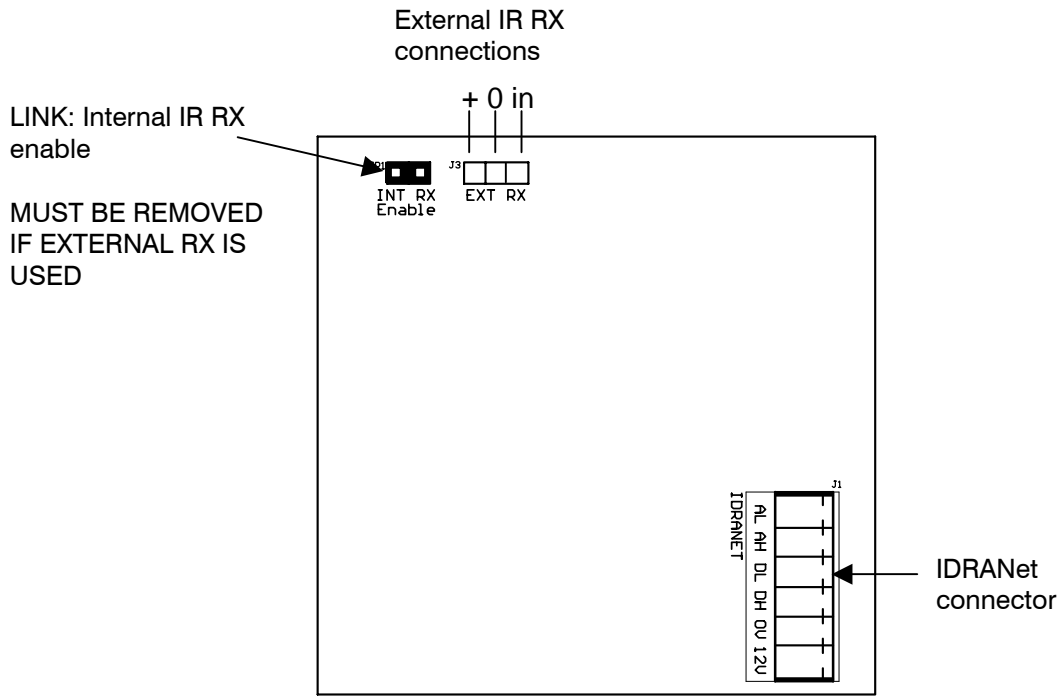 External IR RX
connections
+ 0 in
LINK: Internal IR RX
enable
MUST BE REMOVED
IF EXTERNAL RX IS
USED
J3
INT RX
Enable
EXT RX
J1
IDRANET
AL AH DL DH 0V 12V
IDRANet
connector